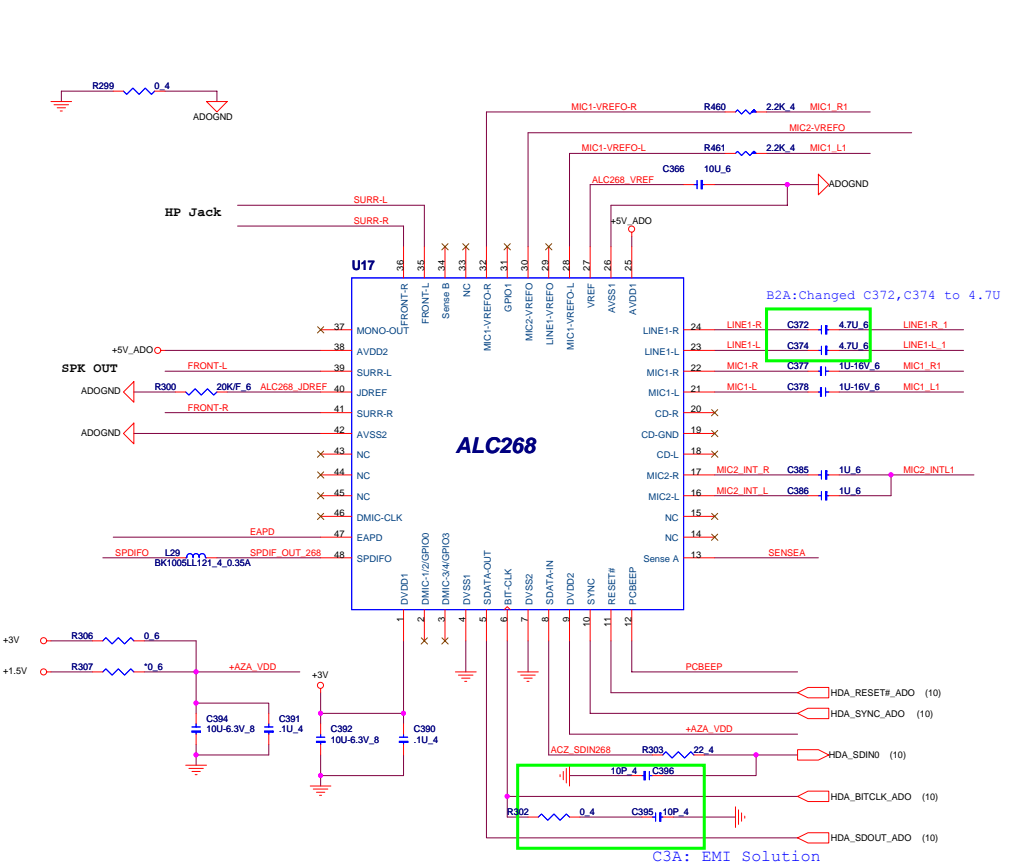 R299 0_4
ADOGND
MIC1-VREFO-R R460 2.2K_4 MIC1_R1
MIC2-VREFO
MIC1-VREFO-L R461 2.2K_4 MIC1_L1
C366 10U_6
ALC268_VREF
ADOGND
HP Jack
SURR-L
SURR-R
+5V_ADO
U17
36 35 34 33 32 31 30 29 28 27 26 25
FRONT-R
FRONT-L
Sense B
NC
MIC1-VREFO-R
GPIO1
MIC2-VREFO
LINE1-VREFO
MIC1-VREFO-L
VREF
AVSS1
AVDD1
B2A:Changed C372,C374 to 4.7U
37 MONO-OUT
+5V_ADO 38 AVDD2
SPK OUT
FRONT-L 39 SURR-L
ADOGND R300 20K/F_6 ALC268_JDREF 40 JDREF
FRONT-R 41 SURR-R
ADOGND 42 AVSS2
43 NC
44 NC
45 NC
46 DMIC-CLK
EAPD 47 EAPD
SPDIFO L29 SPDIF_OUT_268 48 SPDIFO
BK1005LL121_4_0.35A
ALC268
LINE1-R 24 LINE1-R C372 4.7U_6 LINE1-R_1
LINE1-L 23 LINE1-L C374 4.7U_6 LINE1-L_1
MIC1-R 22 MIC1-R C377 1U-16V_6 MIC1_R1
MIC1-L 21 MIC1-L C378 1U-16V_6 MIC1_L1
CD-R 20
CD-GND 19
CD-L 18
MIC2-R 17 MIC2_INT_R C385 1U_6 MIC2_INTL1
MIC2-L 16 MIC2_INT_L C386 1U_6
NC 15
NC 14
Sense A 13 SENSEA
DVDD1
DMIC-1/2/GPIO0
DMIC-3/4/GPIO3
DVSS1
SDATA-OUT
BIT-CLK
DVSS2
SDATA-IN
DVDD2
SYNC
RESET#
PCBEEP
1 2 3 4 5 6 7 8 9 10 11 12
+3V R306 0_6
+1.5V R307 *0_6 +AZA_VDD
+3V
C394
10U-6.3V_8
C391
.1U_4
C392
10U-6.3V_8
C390
.1U_4
PCBEEP
HDA_RESET#_ADO (10)
HDA_SYNC_ADO (10)
+AZA_VDD
ACZ_SDIN268 R303 22_4 HDA_SDIN0 (10)
10P_4 C396
HDA_BITCLK_ADO (10)
R302 0_4 C395 10P_4
HDA_SDOUT_ADO (10)
C3A: EMI Solution